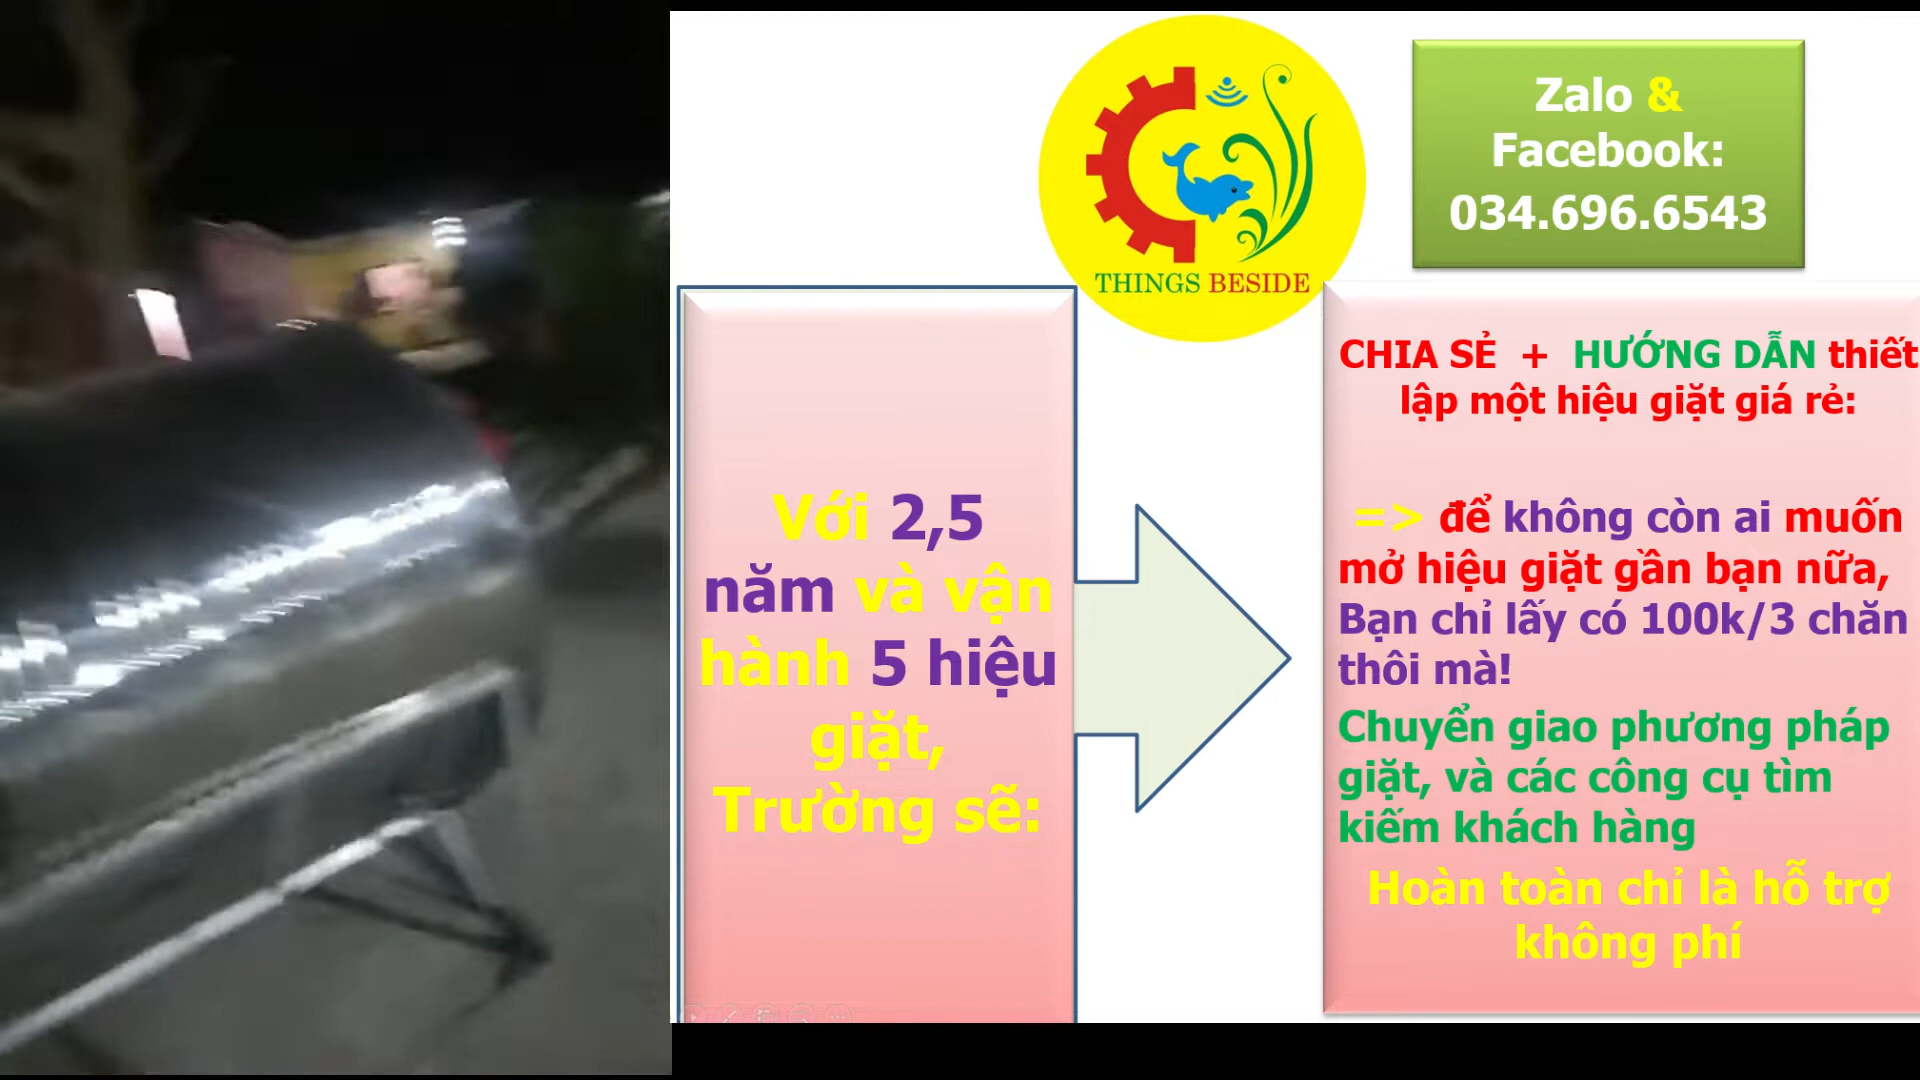 THINGS BESIDE
Zalo &
Facebook:
034.696.6543
Với 2,5
năm và vận
hành 5 hiệu
giặt,
Trường sẽ:
CHIA SẺ + HƯỚNG DẪN thiết
lập một hiệu giặt giá rẻ:
=> để không còn ai muốn
mở hiệu giặt gần bạn nữa,
Bạn chỉ lấy có 100k/3 chăn
thôi mà!
Chuyển giao phương pháp
giặt, và các công cụ tìm
kiếm khách hàng
Hoàn toàn chỉ là hỗ trợ
không phí